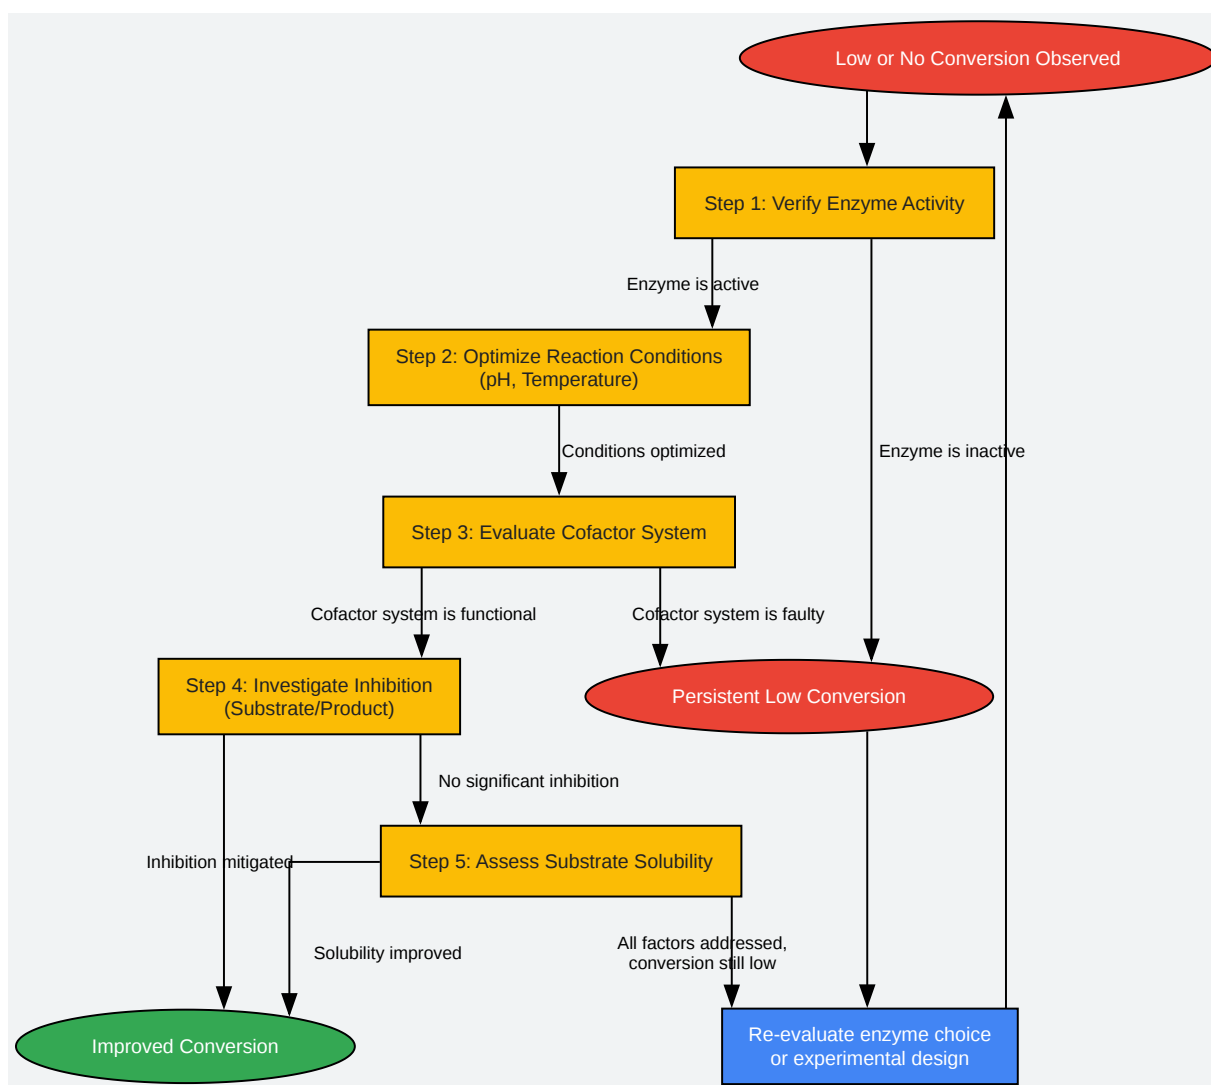 Low or No Conversion Observed
Step 1: Verify Enzyme Activity
Enzyme is active
Step 2: Optimize Reaction Conditions
(pH, Temperature)
Conditions optimized
Enzyme is inactive
Step 3: Evaluate Cofactor System
Cofactor system is functional
Cofactor system is faulty
Step 4: Investigate Inhibition
(Substrate/Product)
Persistent Low Conversion
No significant inhibition
Inhibition mitigated
Step 5: Assess Substrate Solubility
Solubility improved
All factors addressed,
conversion still low
Improved Conversion
Re-evaluate enzyme choice
or experimental design